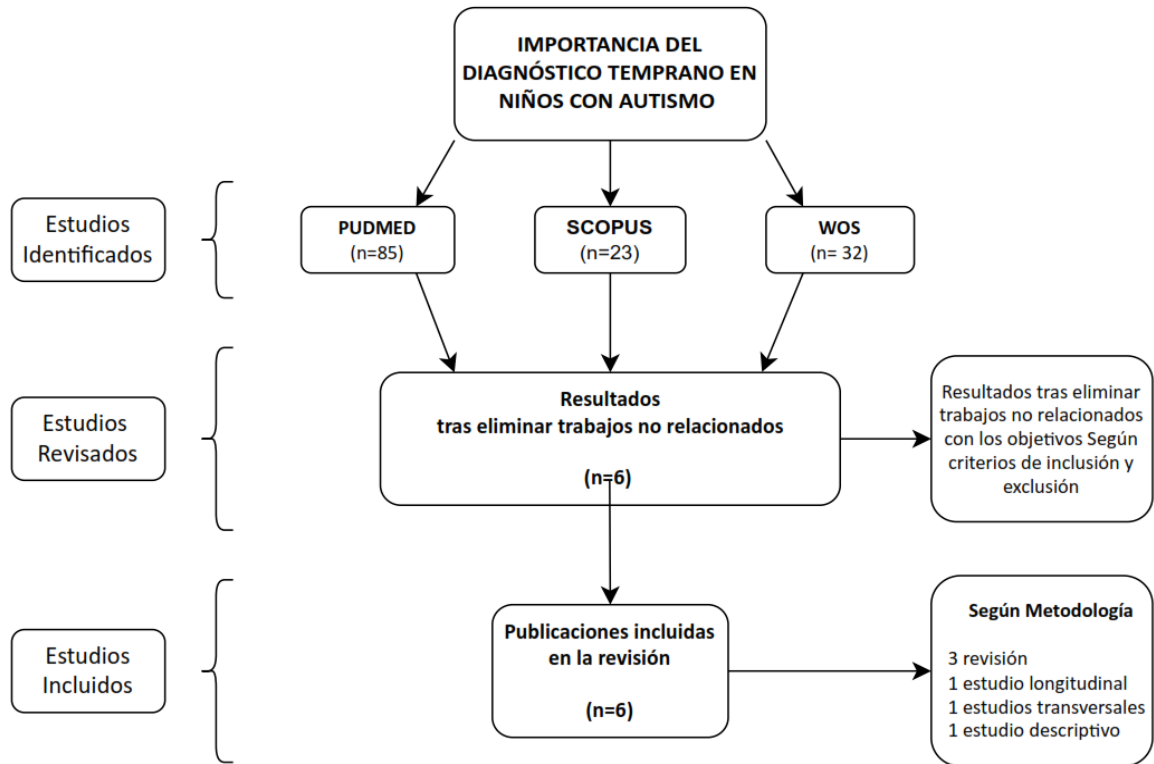 IMPORTANCIA DEL
DIAGNÓSTICO TEMPRANO EN
NIÑOS CON AUTISMO
Estudios
Identificados
PUDMED
(n=85)
SCOPUS
(n=23)
WOS
(n= 32)
Estudios
Revisados
Resultados
tras eliminar trabajos no relacionados
(n=6)
Resultados tras eliminar
trabajos no relacionados
con los objetivos Según
criterios de inclusión y
exclusión
Estudios
Incluidos
Publicaciones incluidas
en la revisión
(n=6)
Según Metodología
3 revisión
1 estudio longitudinal
1 estudios transversales
1 estudio descriptivo